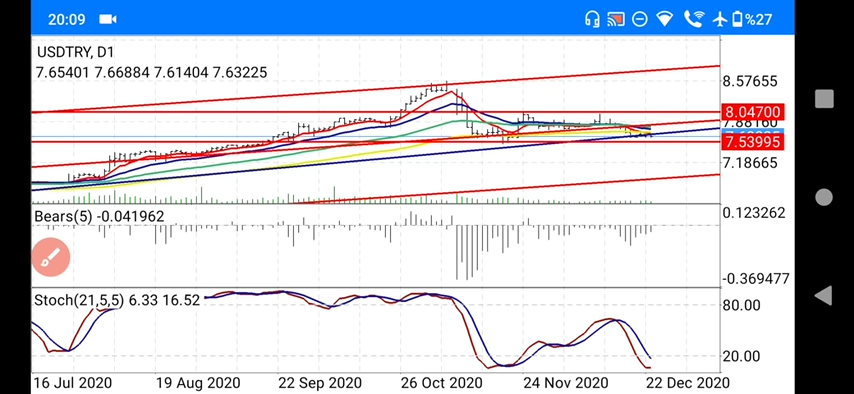 20:09
%27
USDTRY, D1
7.65401 7.66884 7.61404 7.63225
8.57655
8.04700
7.88160
7.53995
7.18665
Bears(5) -0.041962
0.123262
-0.369477
Stoch(21,5,5) 6.33 16.52
80.00
20.00
16 Jul 2020
19 Aug 2020
22 Sep 2020
26 Oct 2020
24 Nov 2020
22 Dec 2020